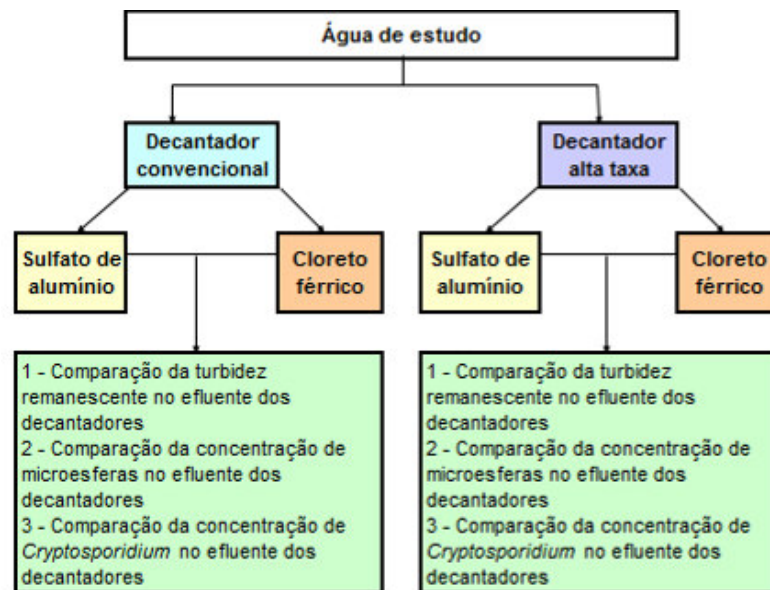 Água de estudo
Decantador
convencional
Decantador
alta taxa
Sulfato de
alumínio
Cloreto
férrico
Sulfato de
alumínio
Cloreto
férrico
1 - Comparação da turbidez
remanescente no efluente dos
decantadores
2 - Comparação da concentração de
microesferas no efluente dos
decantadores
3 - Comparação da concentração de
Cryptosporidium no efluente dos
decantadores
1 - Comparação da turbidez
remanescente no efluente dos
decantadores
2 - Comparação da concentração de
microesferas no efluente dos
decantadores
3 - Comparação da concentração de
Cryptosporidium no efluente dos
decantadores